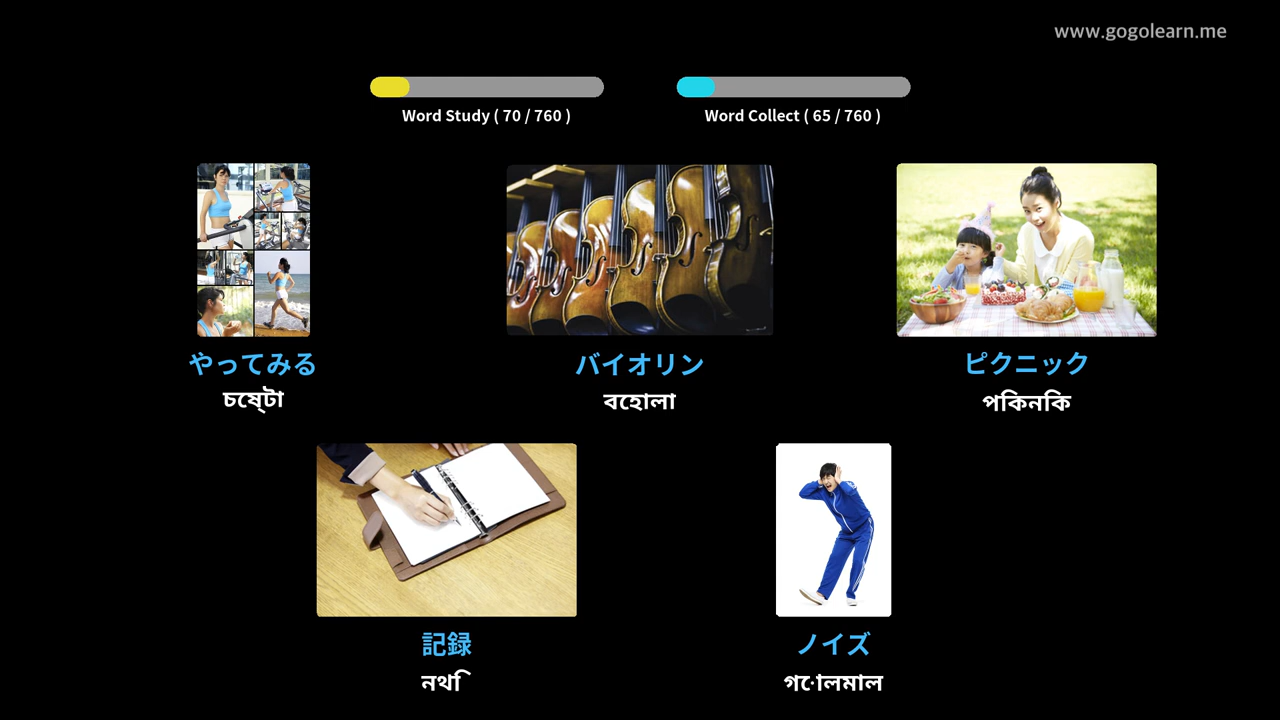 www.gogolearn.me
Word Study ( 70 / 760 )
Word Collect ( 65 / 760 )
やってみる
চেষ্টা
バイオリン
বেহালা
ピクニック
পিকনিক
記録
নথি
ノイズ
গোলমাল